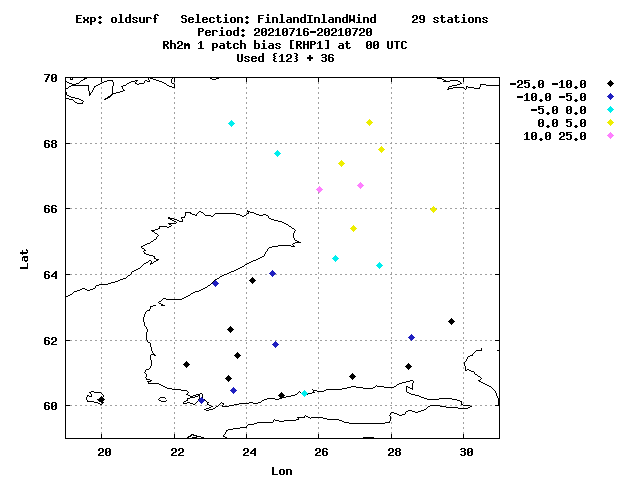 Exp: oldsurf Selection: FinlandInlandWind 29 stations
Period: 20210716-20210720
Rh2m 1 patch bias [RHP1] at 00 UTC
Used {12} + 36
-25.0 -10.0
-10.0 -5.0
-5.0 0.0
0.0 5.0
10.0 25.0
70
68
66
64
62
60
Lat
20 22 24 26 28 30
Lon